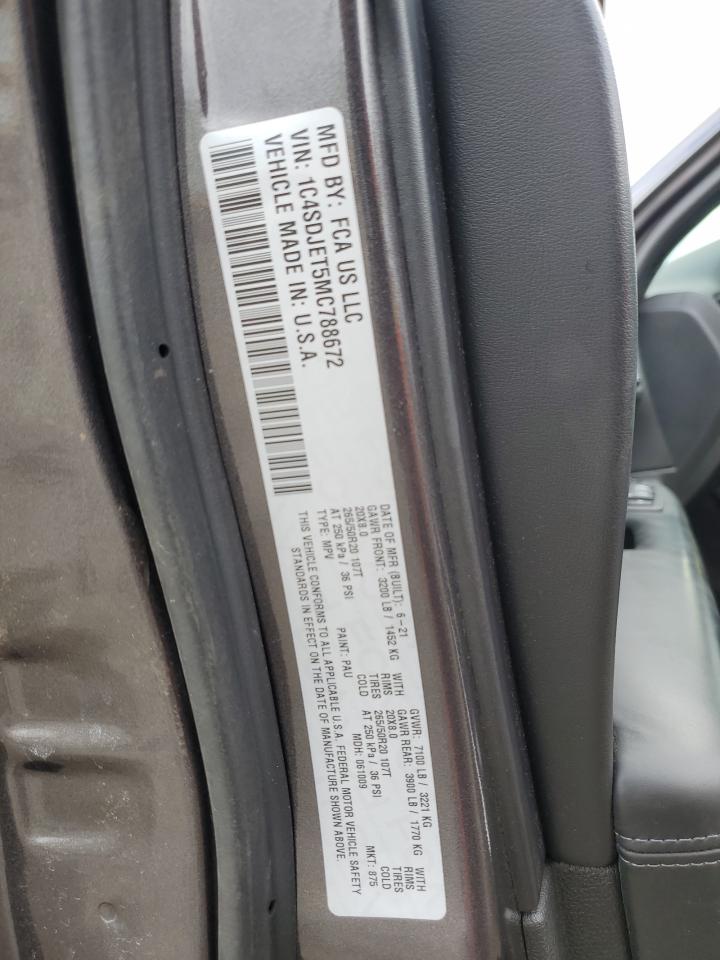 MFD BY: FCA US LLC
VIN: 1C4SDJET5MC788672
VEHICLE MADE IN: U.S.A.
DATE OF MFR (BUILT): 6-21 GVWR: 7100 LB / 3221 KG
GAWR FRONT: 3200 LB / 1452 KG WITH GAWR REAR: 3900 LB / 1770 KG WITH
20X8.0 RIMS 20X8.0 RIMS
265/50R20 107T TIRES 265/50R20 107T TIRES
AT 250 kPa / 36 PSI COLD AT 250 kPa / 36 PSI COLD
TYPE: MPV PAINT: PAU MDH: 061009 MKT: 875
THIS VEHICLE CONFORMS TO ALL APPLICABLE U.S.A. FEDERAL MOTOR VEHICLE SAFETY
STANDARDS IN EFFECT ON THE DATE OF MANUFACTURE SHOWN ABOVE.